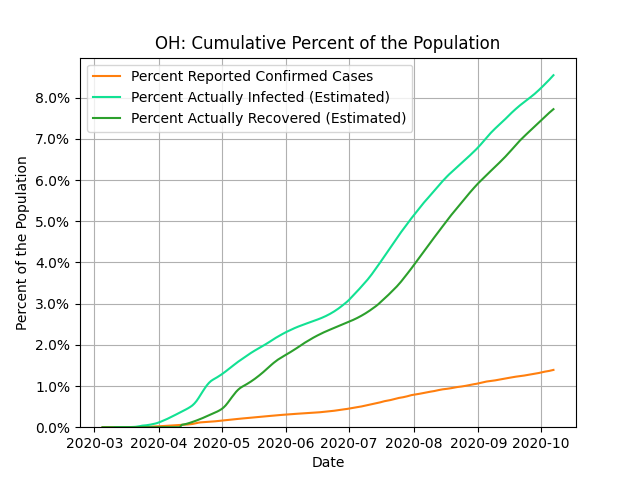 OH: Cumulative Percent of the Population
Percent Reported Confirmed Cases
Percent Actually Infected (Estimated)
Percent Actually Recovered (Estimated)
Percent of the Population
8.0%
7.0%
6.0%
5.0%
4.0%
3.0%
2.0%
1.0%
0.0%
2020-03 2020-04 2020-05 2020-06 2020-07 2020-08 2020-09 2020-10
Date